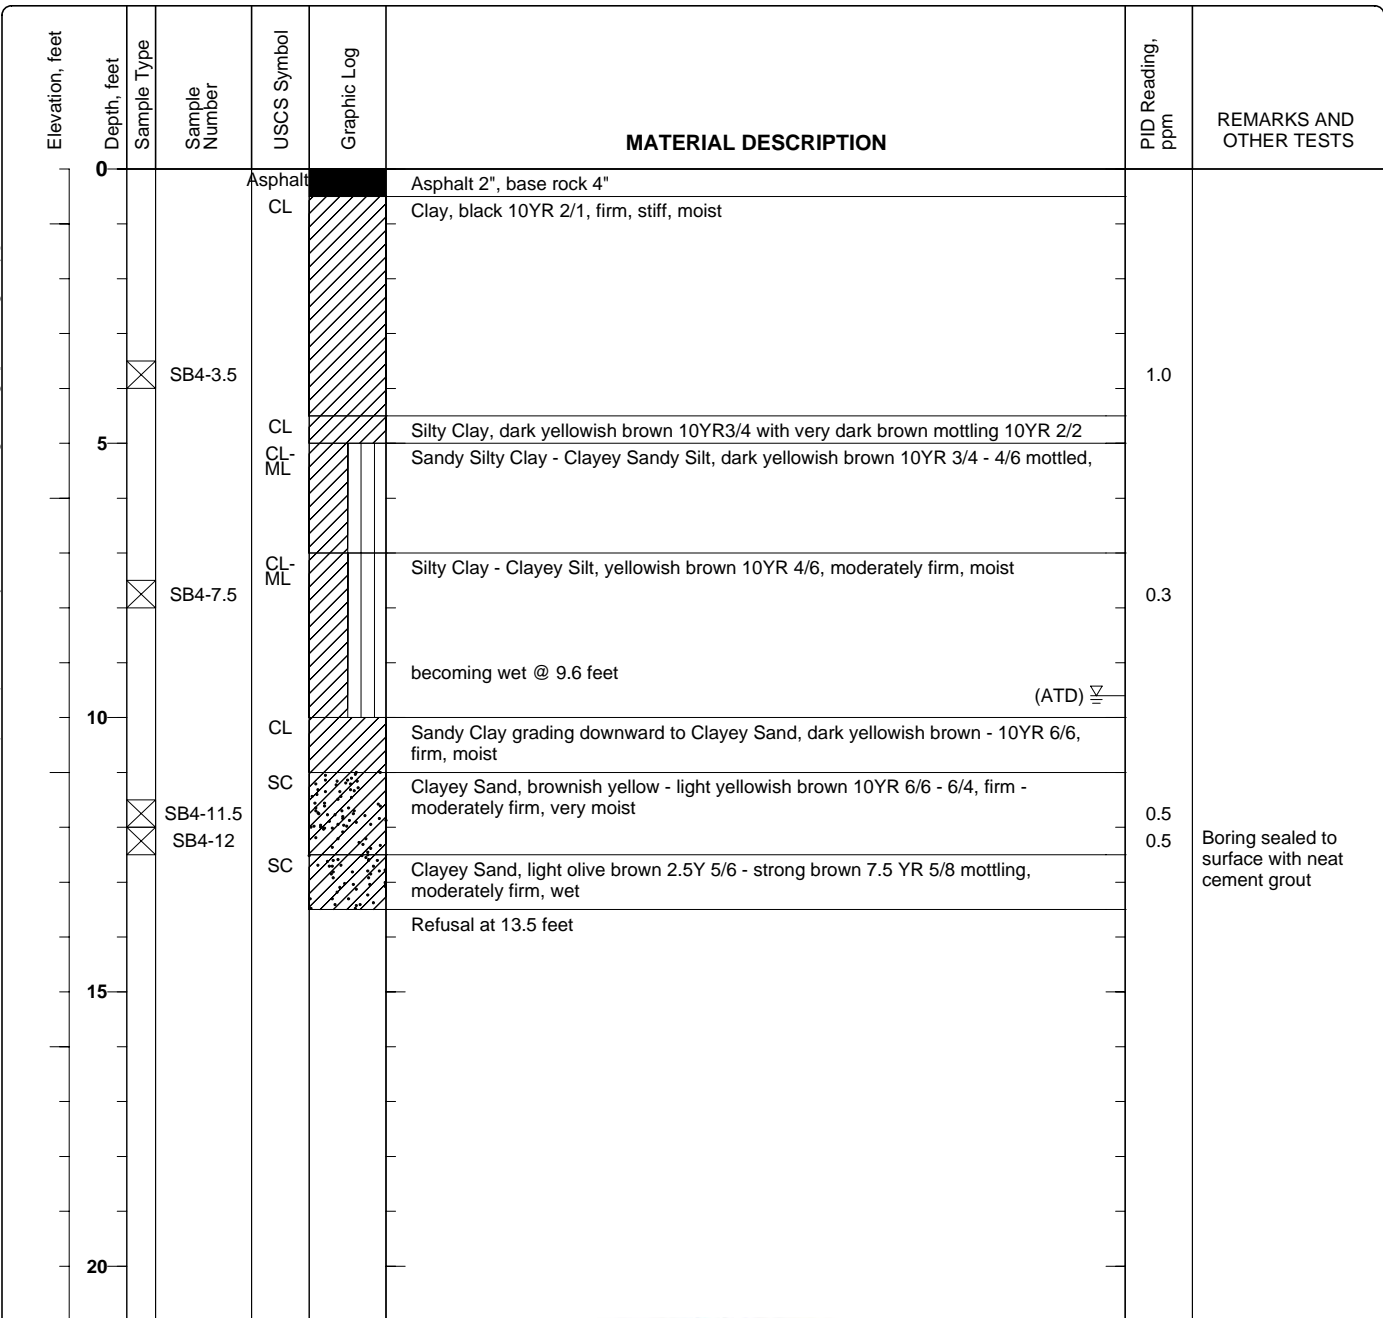 Elevation, feet
Depth, feet
Sample Type
Sample
Number
USCS Symbol
Graphic Log
MATERIAL DESCRIPTION
PID Reading,
ppm
REMARKS AND
OTHER TESTS
0
Asphalt
Asphalt 2", base rock 4"
CL
Clay, black 10YR 2/1, firm, stiff, moist
SB4-3.5
1.0
CL
Silty Clay, dark yellowish brown 10YR3/4 with very dark brown mottling 10YR 2/2
5
CL-
ML
Sandy Silty Clay - Clayey Sandy Silt, dark yellowish brown 10YR 3/4 - 4/6 mottled,
CL-
ML
Silty Clay - Clayey Silt, yellowish brown 10YR 4/6, moderately firm, moist
SB4-7.5
0.3
becoming wet @ 9.6 feet
(ATD)
10
CL
Sandy Clay grading downward to Clayey Sand, dark yellowish brown - 10YR 6/6,
firm, moist
SC
Clayey Sand, brownish yellow - light yellowish brown 10YR 6/6 - 6/4, firm -
moderately firm, very moist
SB4-11.5
0.5
SB4-12
0.5
Boring sealed to
surface with neat
cement grout
SC
Clayey Sand, light olive brown 2.5Y 5/6 - strong brown 7.5 YR 5/8 mottling,
moderately firm, wet
Refusal at 13.5 feet
15
20